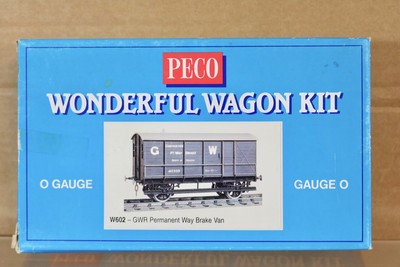 PECO
WONDERFUL WAGON KIT
O GAUGE
GAUGE O
G W
W602 – GWR Permanent Way Brake Van